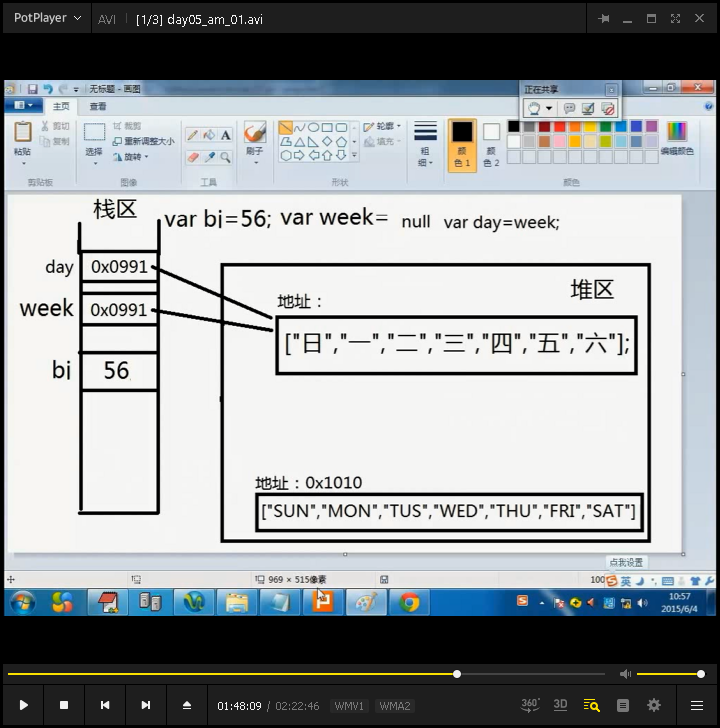 PotPlayer AVI [1/3] day05_am_01.avi
无标题 - 画图
正在共享
主页 查看
剪切
复制
粘贴
裁剪
重新调整大小
旋转
选择
刷子
轮廓
填充
粗细
颜色 1
颜色 2
编辑颜色
剪贴板 图像 工具 形状 颜色
栈区
var bi=56; var week= null var day=week;
day 0x0991
堆区
地址：
week 0x0991
["日","一","二","三","四","五","六"];
bi 56
地址：0x1010
["SUN","MON","TUS","WED","THU","FRI","SAT"]
点我设置
969 × 515像素
100
英
10:57
2015/6/4
01:48:09 / 02:22:46 WMV1 WMA2
360° 3D